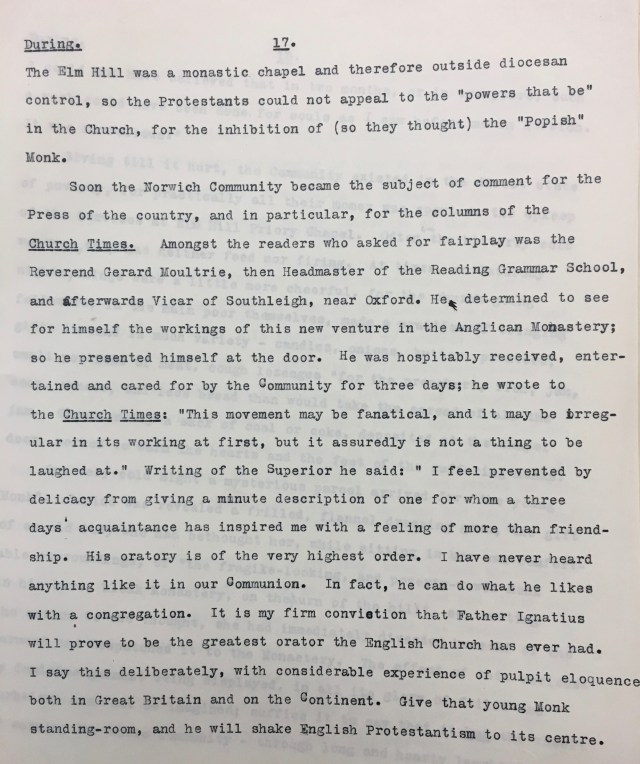 During. 17.
The Elm Hill was a monastic chapel and therefore outside diocesan
control, so the Protestants could not appeal to the "powers that be"
in the Church, for the inhibition of (so they thought) the "Popish"
Monk.
Soon the Norwich Community became the subject of comment for the
Press of the country, and in particular, for the columns of the
Church Times. Amongst the readers who asked for fairplay was the
Reverend Gerard Moultrie, then Headmaster of the Reading Grammar School,
and afterwards Vicar of Southleigh, near Oxford. He determined to see
for himself the workings of this new venture in the Anglican Monastery;
so he presented himself at the door. He was hospitably received, enter-
tained and cared for by the Community for three days; he wrote to
the Church Times: "This movement may be fanatical, and it may be irreg-
ular in its working at first, but it assuredly is not a thing to be
laughed at." Writing of the Superior he said: " I feel prevented by
delicacy from giving a minute description of one for whom a three
days' acquaintance has inspired me with a feeling of more than friend-
ship. His oratory is of the very highest order. I have never heard
anything like it in our Communion. In fact, he can do what he likes
with a congregation. It is my firm conviction that Father Ignatius
will prove to be the greatest orator the English Church has ever had.
I say this deliberately, with considerable experience of pulpit eloquence
both in Great Britain and on the Continent. Give that young Monk
standing-room, and he will shake English Protestantism to its centre.